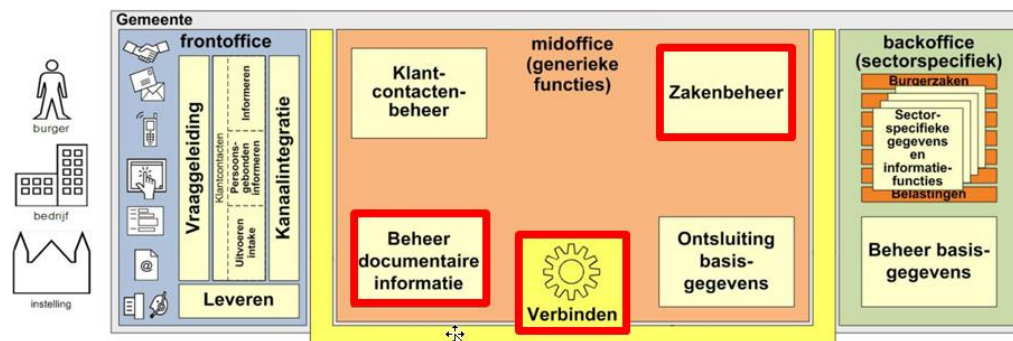 Gemeente
burger
bedrijf
instelling
frontoffice
Vraaggeleiding
Klantcontacten
Informeren
Persoons-
gebonden
informeren
Uitvoeren
intake
Kanaalintegratie
Leveren
@
midoffice
(generieke
functies)
Klant-
contacten-
beheer
Zakenbeheer
Beheer
documentaire
informatie
Verbinden
Ontsluiting
basis-
gegevens
backoffice
(sectorspecifiek)
Burgerzaken
Sector-
specifieke
gegevens
en
informatie-
functies
Belastingen
Beheer basis-
gegevens